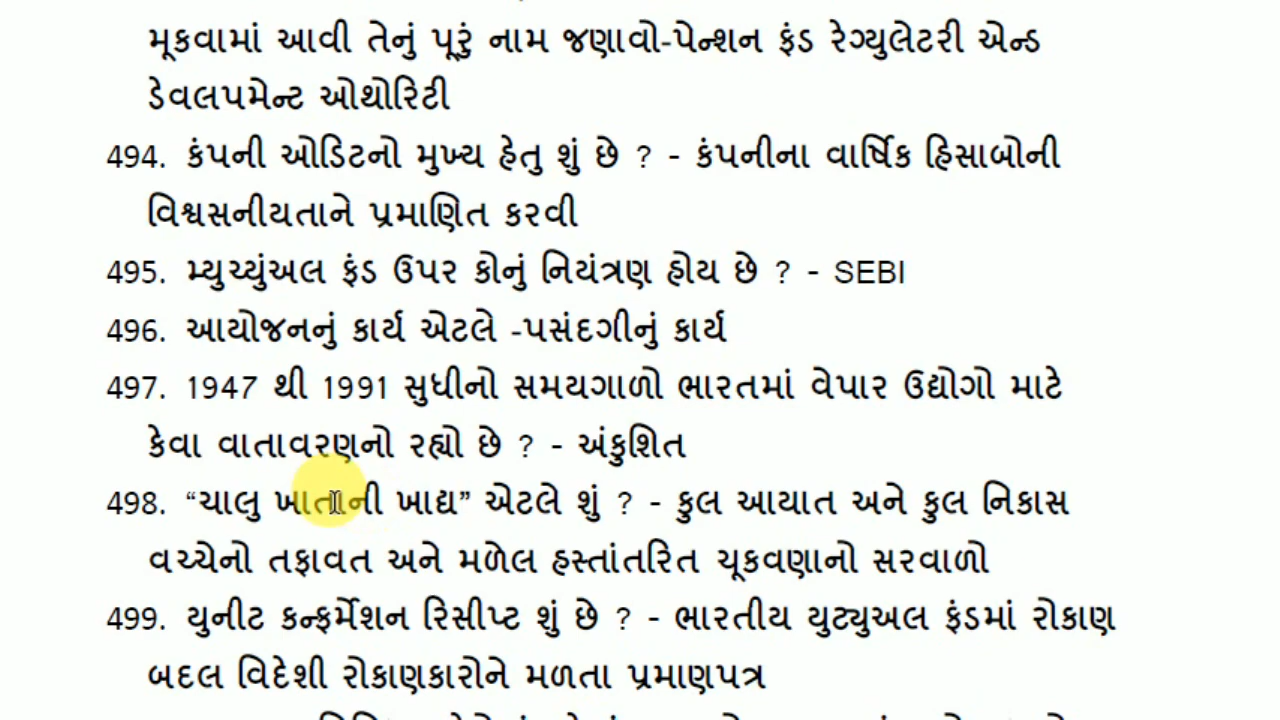 મૂકવામાં આવી તેનું પૂરું નામ જણાવો-પેન્શન ફંડ રેગ્યુલેટરી એન્ડ
ડેવલપમેન્ટ ઓથોરિટી
494. કંપની ઓડિટનો મુખ્ય હેતુ શું છે ? - કંપનીના વાર્ષિક હિસાબોની
વિશ્વસનીયતાને પ્રમાણિત કરવી
495. મ્યુચ્યુંઅલ ફંડ ઉપર કોનું નિયંત્રણ હોય છે ? - SEBI
496. આયોજનનું કાર્ય એટલે -પસંદગીનું કાર્ય
497. 1947 થી 1991 સુધીનો સમયગાળો ભારતમાં વેપાર ઉદ્યોગો માટે
કેવા વાતાવરણનો રહ્યો છે ? - અંકુશિત
498. “ચાલુ ખાતાની ખાદ્ય” એટલે શું ? - કુલ આયાત અને કુલ નિકાસ
વચ્ચેનો તફાવત અને મળેલ હસ્તાંતરિત ચૂકવણાનો સરવાળો
499. યુનીટ કન્ફર્મેશન રિસીપ્ટ શું છે ? - ભારતીય યુટ્યુઅલ ફંડમાં રોકાણ
બદલ વિદેશી રોકાણકારોને મળતા પ્રમાણપત્ર